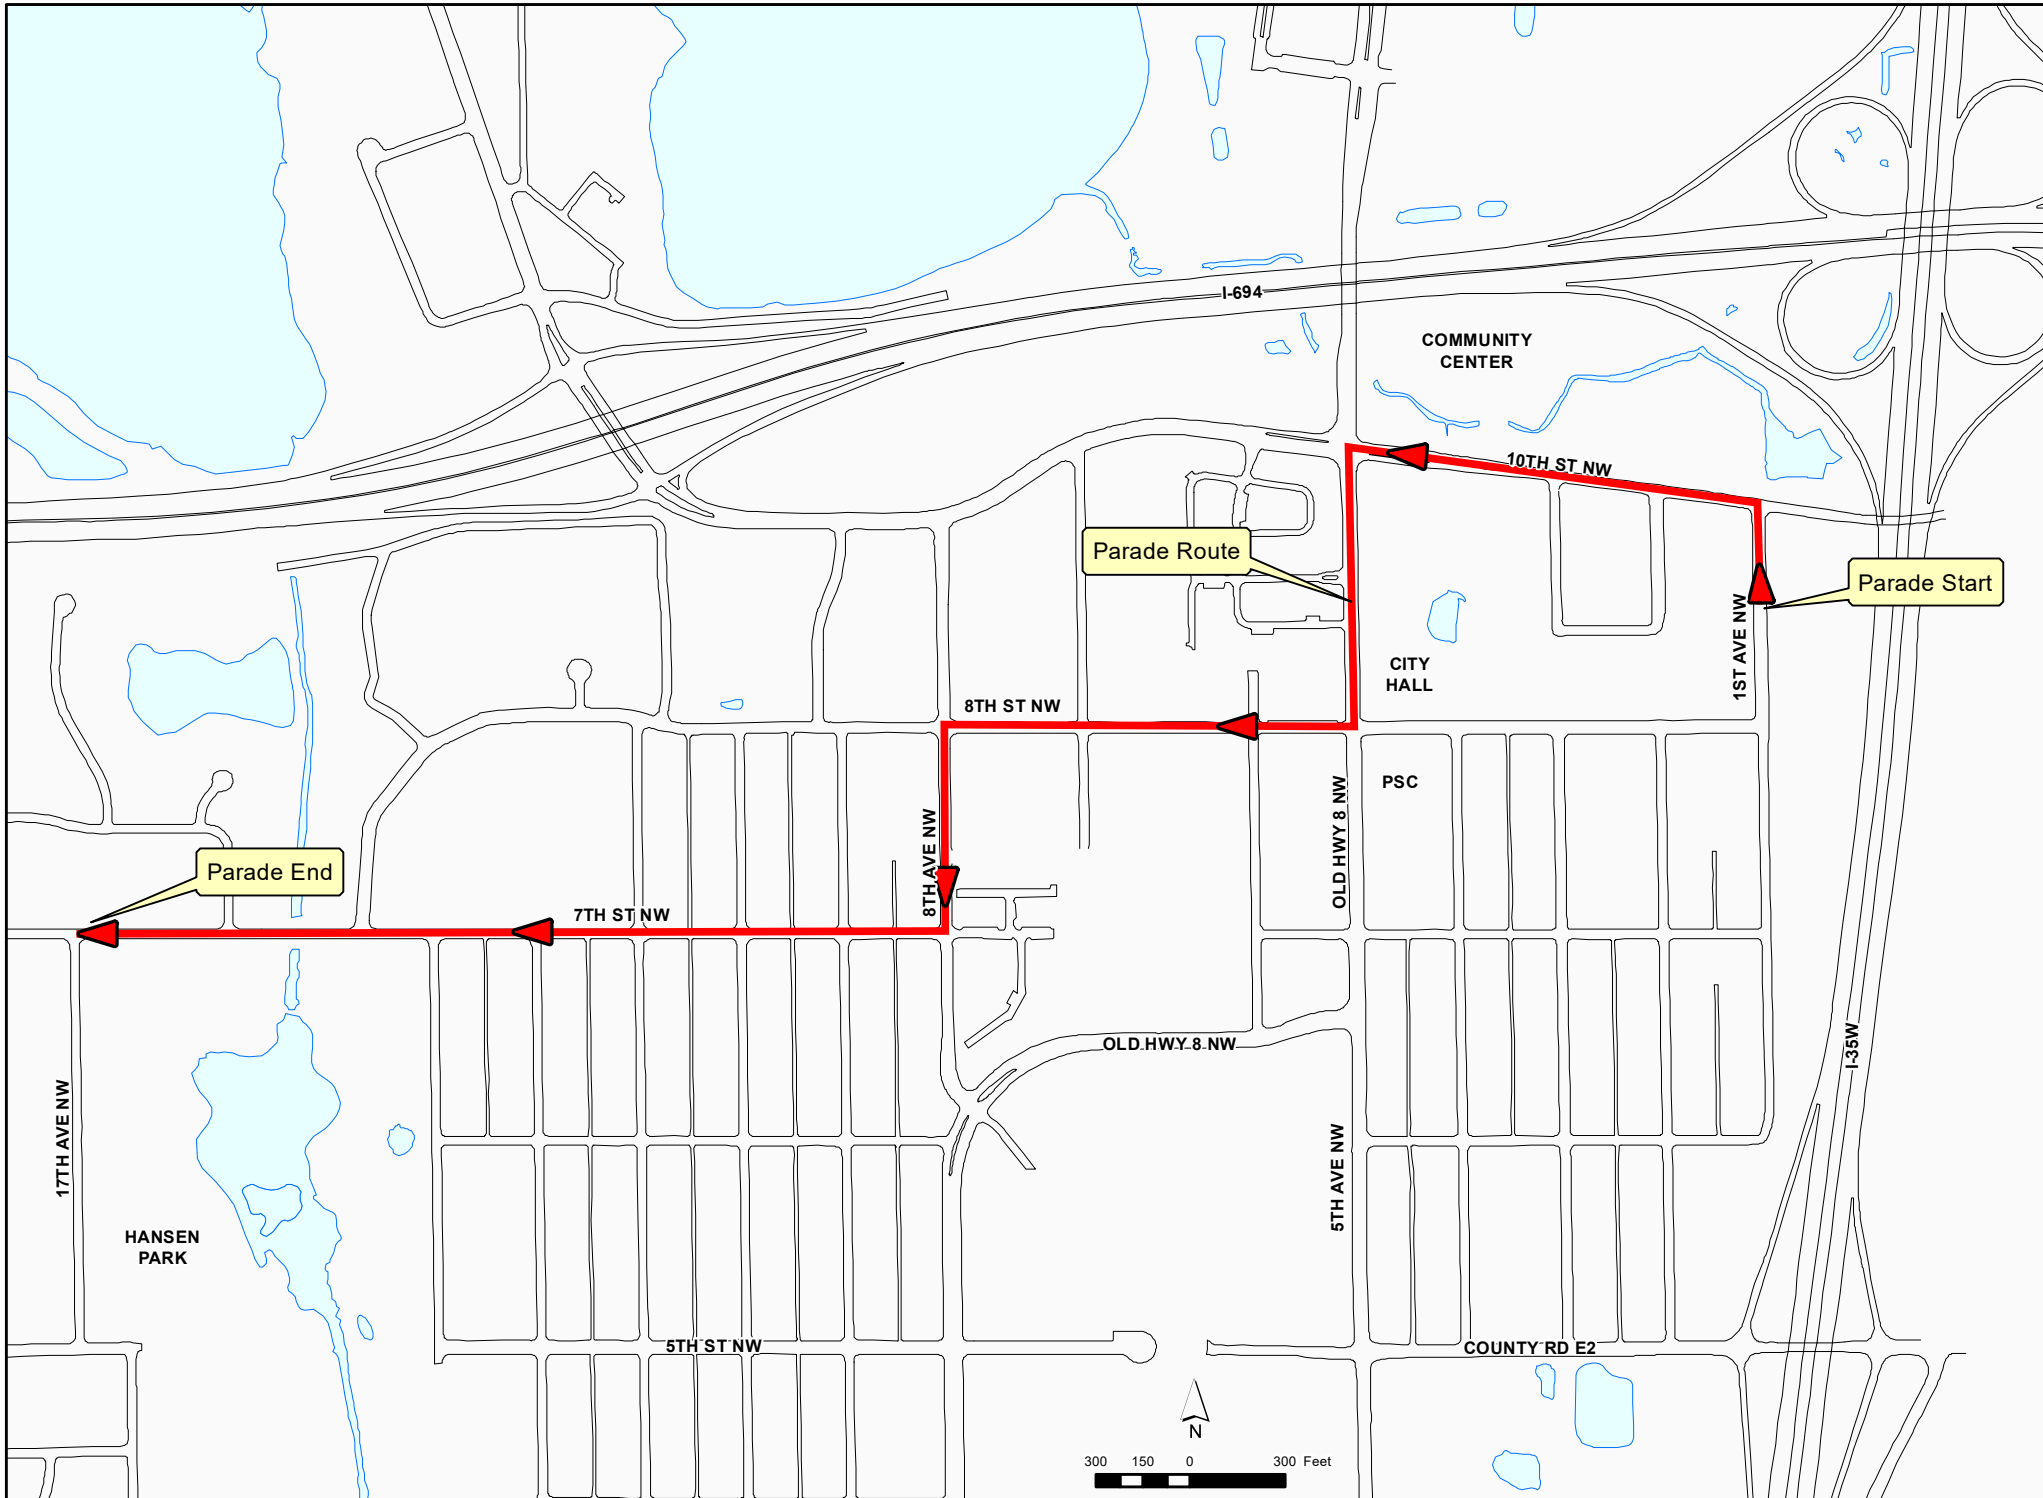 I-694
COMMUNITY
CENTER
10TH ST NW
Parade Route
Parade Start
1ST AVE NW
CITY
HALL
8TH ST NW
PSC
OLD HWY 8 NW
8TH AVE NW
Parade End
7TH ST NW
OLD HWY 8 NW
I-35W
17TH AVE NW
5TH AVE NW
HANSEN
PARK
5TH ST NW
COUNTY RD E2
N
300 150 0 300 Feet